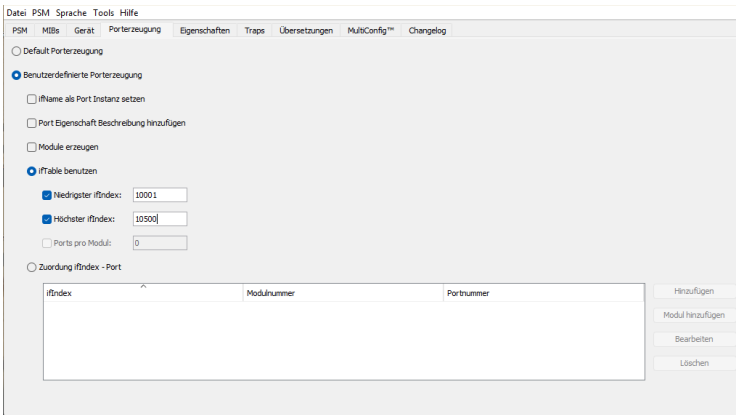 Datei PSM Sprache Tools Hilfe
PSM MIBs Gerät Porterzeugung Eigenschaften Traps Übersetzungen MultiConfig™ Changelog
Default Porterzeugung
Benutzerdefinierte Porterzeugung
ifName als Port Instanz setzen
Port Eigenschaft Beschreibung hinzufügen
Module erzeugen
ifTable benutzen
Niedrigster ifIndex: 10001
Höchster ifIndex: 10500
Ports pro Modul: 0
Zuordung ifIndex - Port
ifIndex Modulnummer Portnummer
Hinzufügen
Modul hinzufügen
Bearbeiten
Löschen